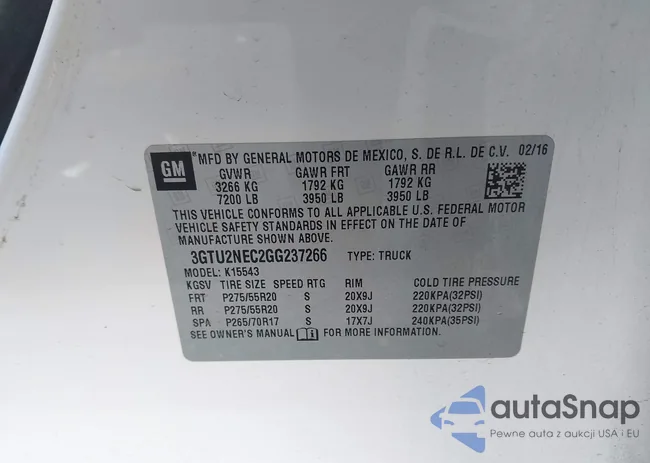 GM
MFD BY GENERAL MOTORS DE MEXICO, S. DE R.L. DE C.V. 02/16
GVWR GAWR FRT GAWR RR
3266 KG 1792 KG 1792 KG
7200 LB 3950 LB 3950 LB
THIS VEHICLE CONFORMS TO ALL APPLICABLE U.S. FEDERAL MOTOR
VEHICLE SAFETY STANDARDS IN EFFECT ON THE DATE OF
MANUFACTURE SHOWN ABOVE.
3GTU2NEC2GG237266 TYPE: TRUCK
MODEL: K15543
KGSV TIRE SIZE SPEED RTG RIM COLD TIRE PRESSURE
FRT P275/55R20 S 20X9J 220KPA(32PSI)
RR P275/55R20 S 20X9J 220KPA(32PSI)
SPA P265/70R17 S 17X7J 240KPA(35PSI)
SEE OWNER'S MANUAL FOR MORE INFORMATION.
autaSnap
Pewne auta z aukcji USA i EU